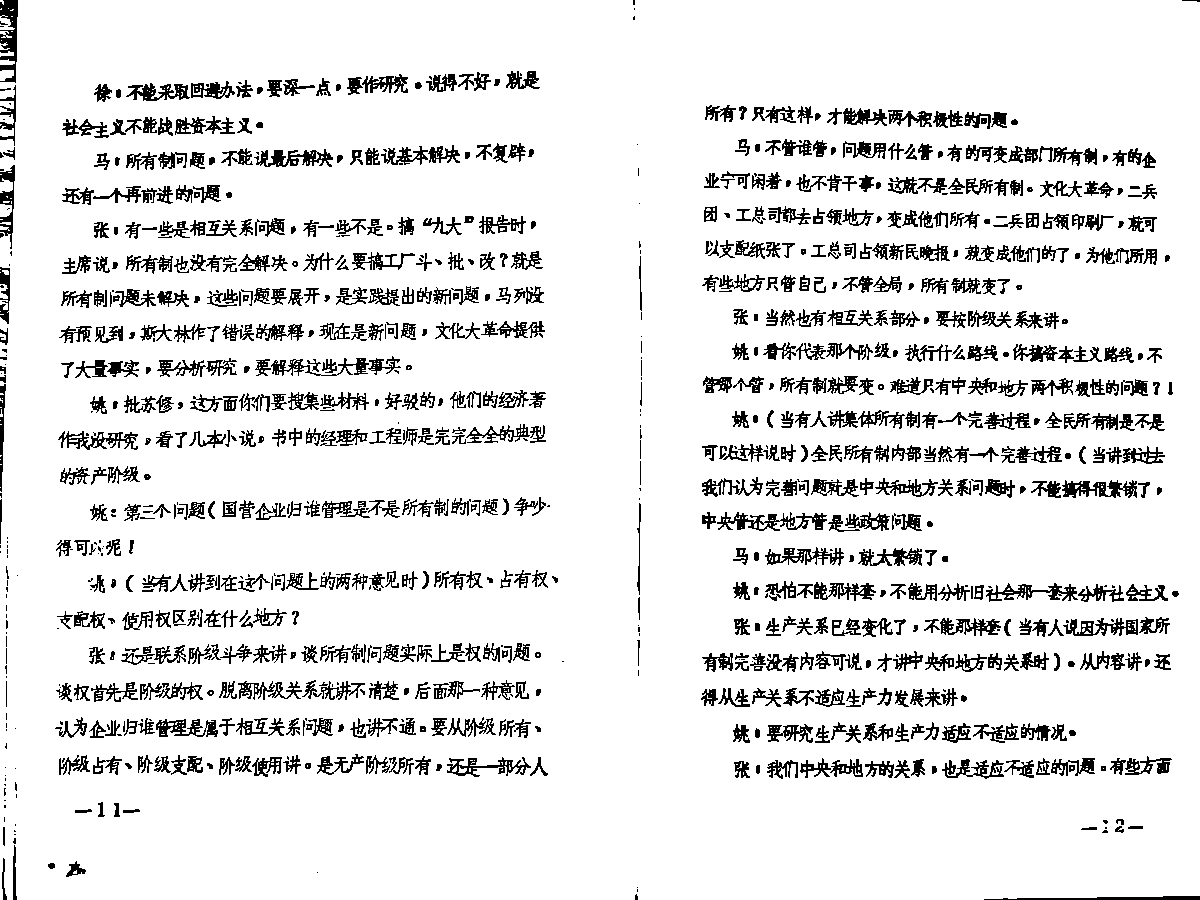 徐：不能采取回避办法，要深一点，要作研究。说得不好，就是
社会主义不能战胜资本主义。
马：所有制问题，不能说最后解决，只能说基本解决，不复辟，
还有一个再前进的问题。
张：有一些是相互关系问题，有一些不是。搞“九大”报告时，
主席说，所有制也没有完全解决。为什么要搞工厂斗、批、改？就是
所有制问题未解决，这些问题要展开，是实践提出的新问题，马列没
有预见到，斯大林作了错误的解释，现在是新问题，文化大革命提供
了大量事实，要分析研究，要解释这些大量事实。
姚：批苏修，这方面你们要搜集些材料，好驳的，他们的经济著
作我没研究，看了几本小说，书中的经理和工程师是完完全全的典型
的资产阶级。
姚：第三个问题（国营企业归谁管理是不是所有制的问题）争吵
得可以呢！
姚：（当有人讲到在这个问题上的两种意见时）所有权、占有权、
支配权、使用权区别在什么地方？
张：还是联系阶级斗争来讲，谈所有制问题实际上是权的问题。
谈权首先是阶级的权。脱离阶级关系就讲不清楚，后面那一种意见，
认为企业归谁管理是属于相互关系问题，也讲不通。要从阶级所有、
阶级占有、阶级支配、阶级使用讲。是无产阶级所有，还是一部分人
—11—
所有？只有这样，才能解决两个积极性的问题。
马：不管谁管，问题用什么管，有的可变成部门所有制，有的企
业宁可闲着，也不肯干事，这就不是全民所有制。文化大革命，二兵
团、工总司都去占领地方，变成他们所有。二兵团占领印刷厂，就可
以支配纸张了。工总司占领新民晚报，就变成他们的了。为他们所用，
有些地方只管自己，不管全局，所有制就变了。
张：当然也有相互关系部分，要按阶级关系来讲。
姚：看你代表那个阶级，执行什么路线。你搞资本主义路线，不
管那个管，所有制就要变。难道只有中央和地方两个积极性的问题？！
姚：（当有人讲集体所有制有一个完善过程，全民所有制是不是
可以这样说时）全民所有制内部当然有一个完善过程。（当讲到过去
我们认为完善问题就是中央和地方关系问题时，不能搞得很繁锁了，
中央管还是地方管是些政策问题。
马：如果那样讲，就太繁锁了。
姚：恐怕不能那样套，不能用分析旧社会那一套来分析社会主义。
张：生产关系已经变化了，不能那样套（当有人说因为讲国家所
有制完善没有内容可说，才讲中央和地方的关系时）。从内容讲，还
得从生产关系不适应生产力发展来讲。
姚：要研究生产关系和生产力适应不适应的情况。
张：我们中央和地方的关系，也是适应不适应的问题。有些方面
—12—